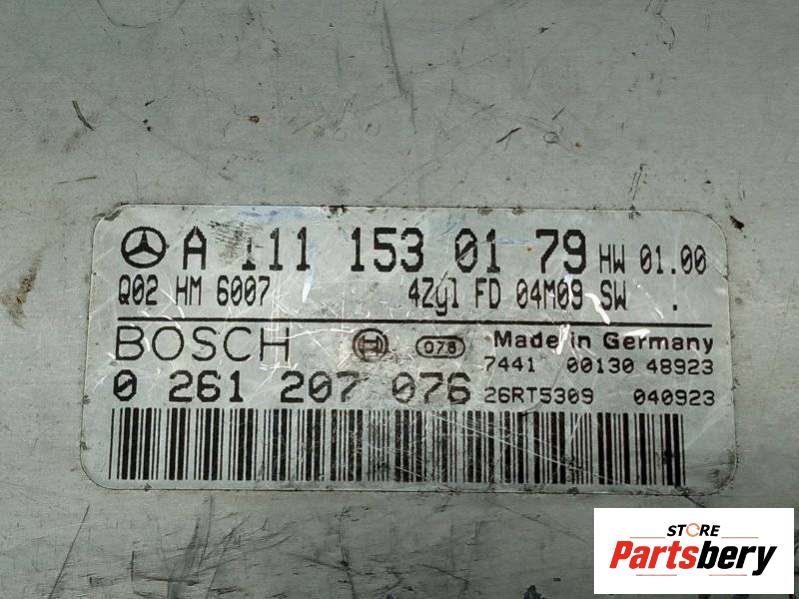 A 111 153 01 79 HW 01.00
Q02 HM 6007 4Zyl FD 04M09 SW .
BOSCH H 078 Made in Germany
7441 00130 48923
0 261 207 076 26RT5309 040923
STORE
Partsbery